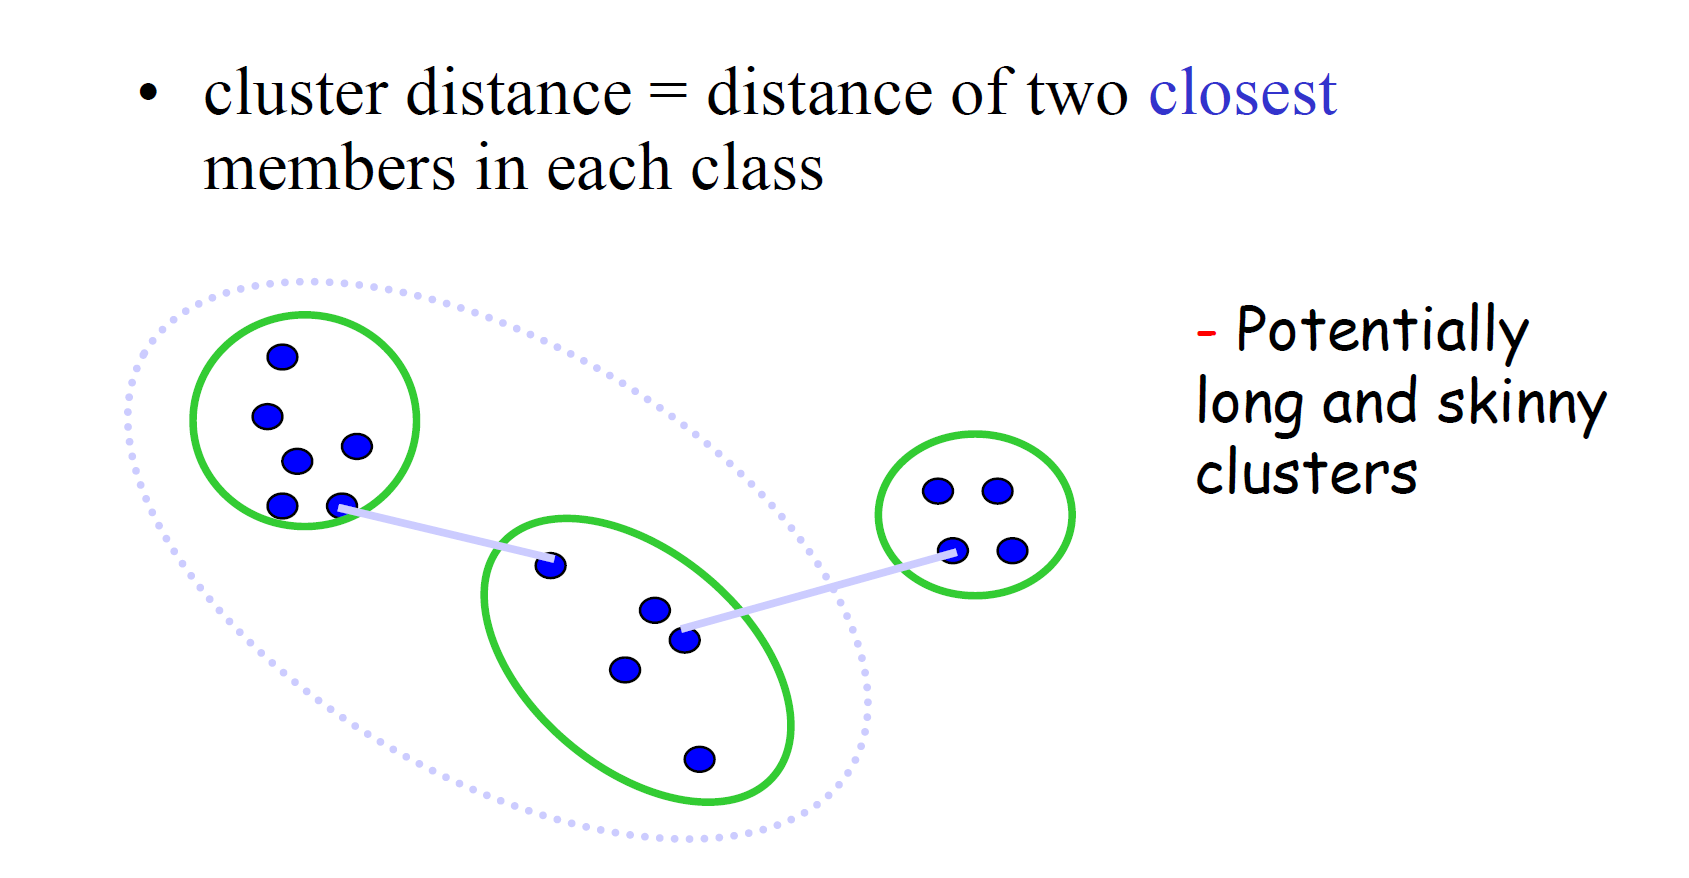 • cluster distance = distance of two closest
members in each class
- Potentially
long and skinny
clusters